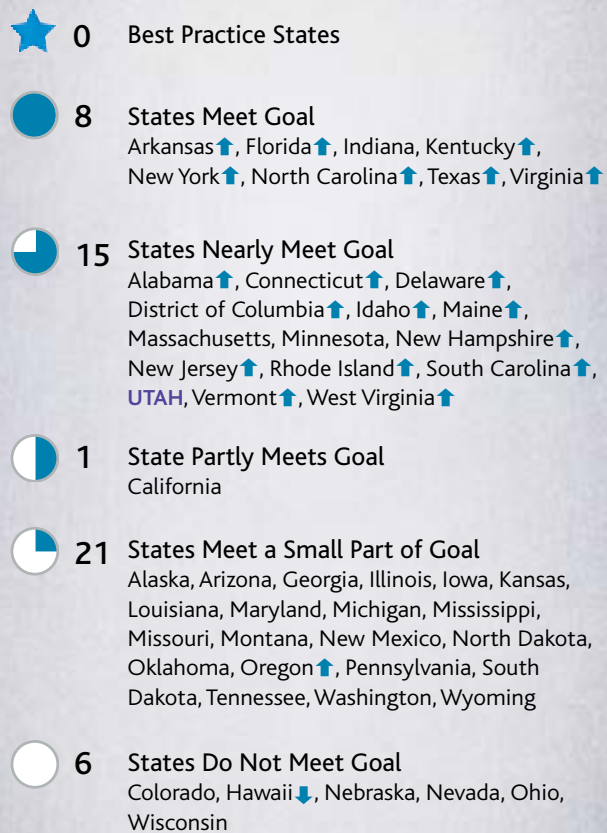 0 Best Practice States
8 States Meet Goal
Arkansas⬆, Florida⬆, Indiana, Kentucky⬆,
New York⬆, North Carolina⬆, Texas⬆, Virginia⬆
15 States Nearly Meet Goal
Alabama⬆, Connecticut⬆, Delaware⬆,
District of Columbia⬆, Idaho⬆, Maine⬆,
Massachusetts, Minnesota, New Hampshire⬆,
New Jersey⬆, Rhode Island⬆, South Carolina⬆,
UTAH, Vermont⬆, West Virginia⬆
1 State Partly Meets Goal
California
21 States Meet a Small Part of Goal
Alaska, Arizona, Georgia, Illinois, Iowa, Kansas,
Louisiana, Maryland, Michigan, Mississippi,
Missouri, Montana, New Mexico, North Dakota,
Oklahoma, Oregon⬆, Pennsylvania, South
Dakota, Tennessee, Washington, Wyoming
6 States Do Not Meet Goal
Colorado, Hawaii⬇, Nebraska, Nevada, Ohio,
Wisconsin